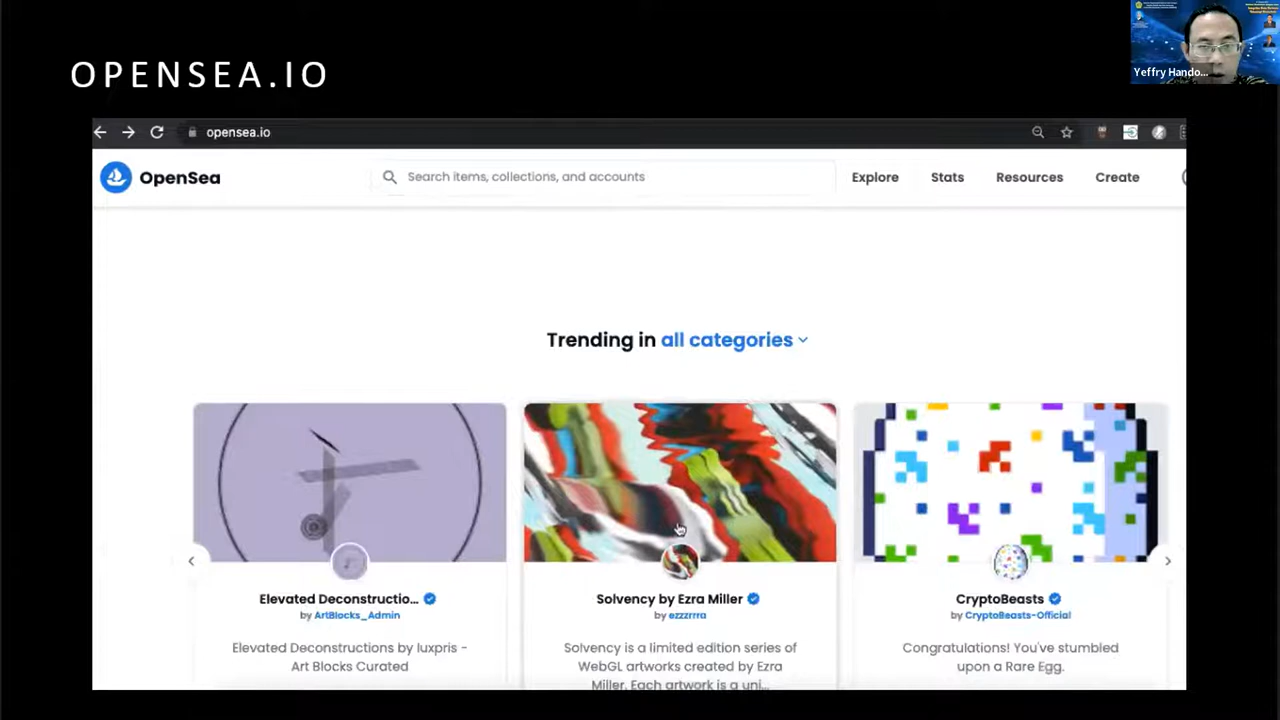 OPENSEA.IO
Yeffry Hando...
opensea.io
OpenSea
Search items, collections, and accounts
Explore
Stats
Resources
Create
Trending in all categories
Elevated Deconstructio...
by ArtBlocks_Admin
Elevated Deconstructions by luxpris -
Art Blocks Curated
Solvency by Ezra Miller
by ezzzrrra
Solvency is a limited edition series of
WebGL artworks created by Ezra
Miller. Each artwork is a uni...
CryptoBeasts
by CryptoBeasts-Official
Congratulations! You've stumbled
upon a Rare Egg.